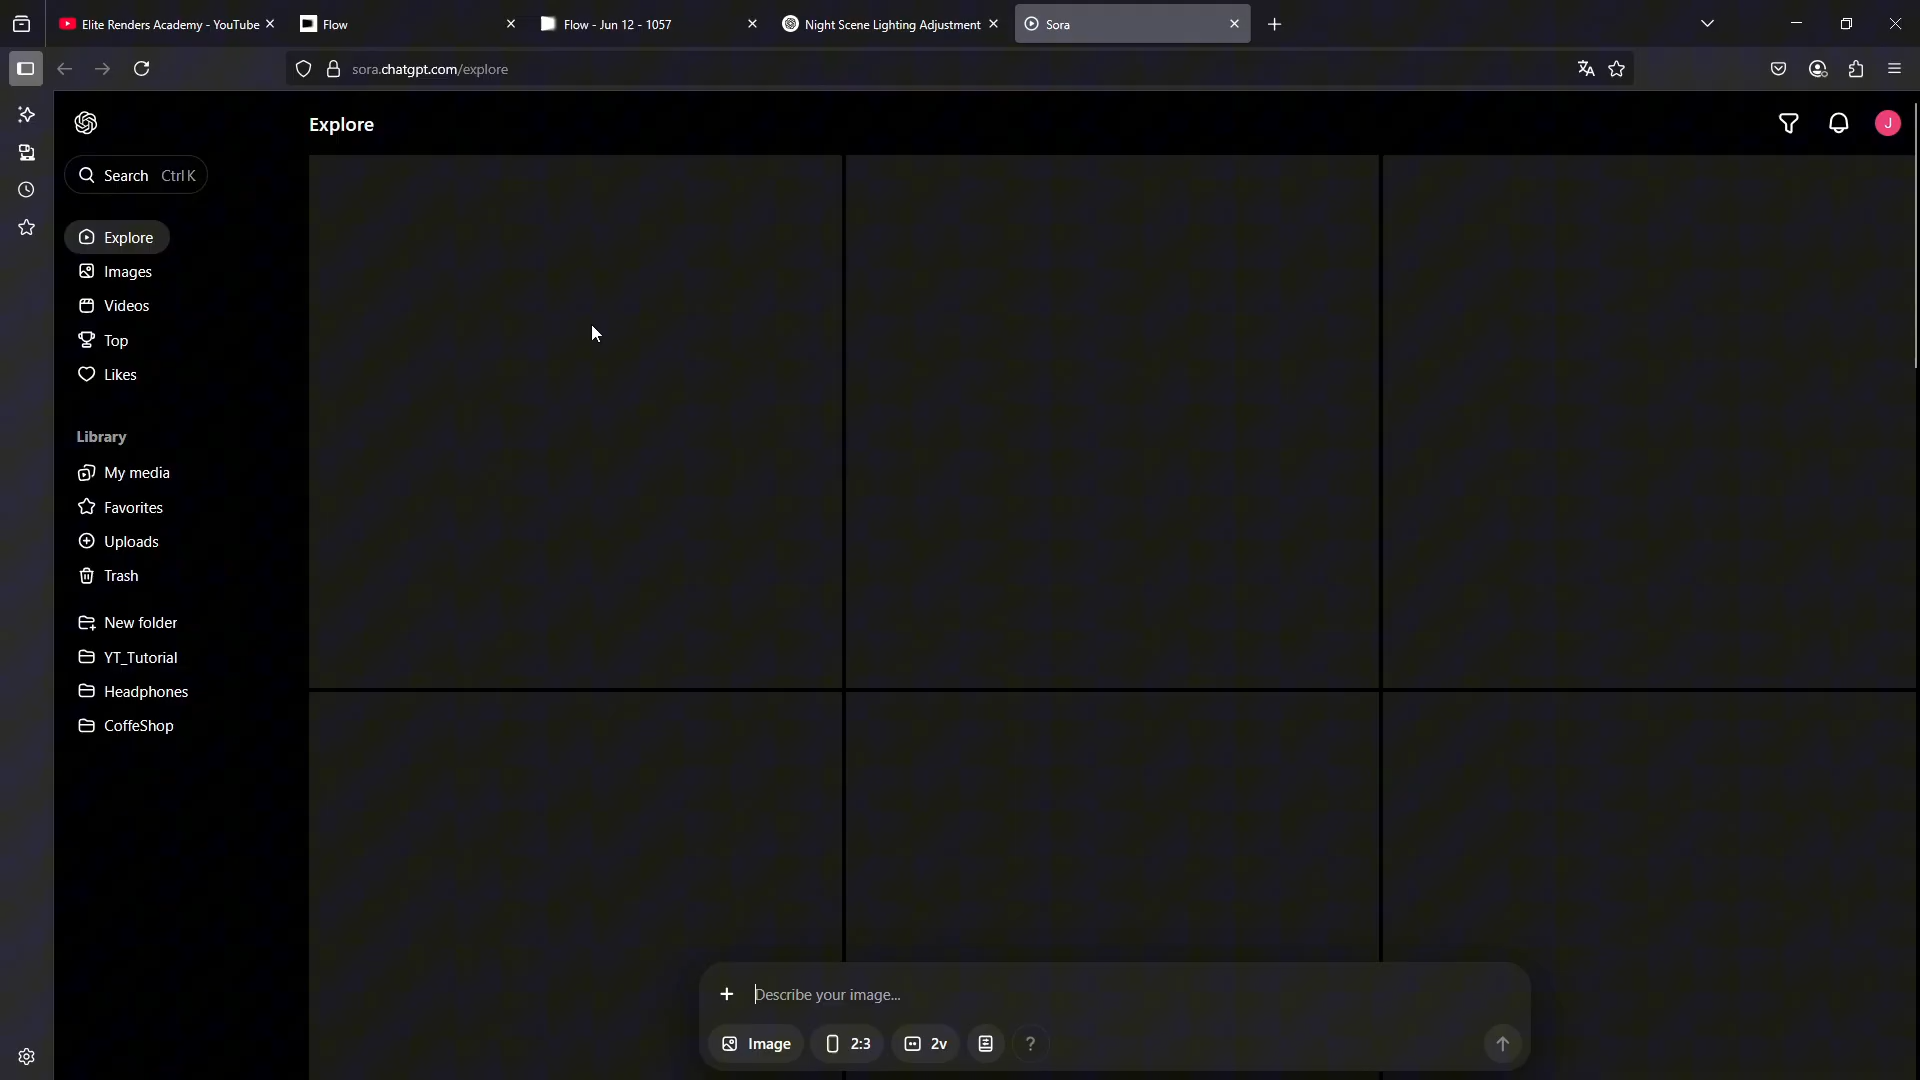 Elite Renders Academy - YouTube
Flow
Flow - Jun 12 - 1057
Night Scene Lighting Adjustment
Sora
sora.chatgpt.com/explore
Explore
J
Search Ctrl K
Explore
Images
Videos
Top
Likes
Library
My media
Favorites
Uploads
Trash
New folder
YT_Tutorial
Headphones
CoffeShop
Describe your image...
Image
2:3
2v
?